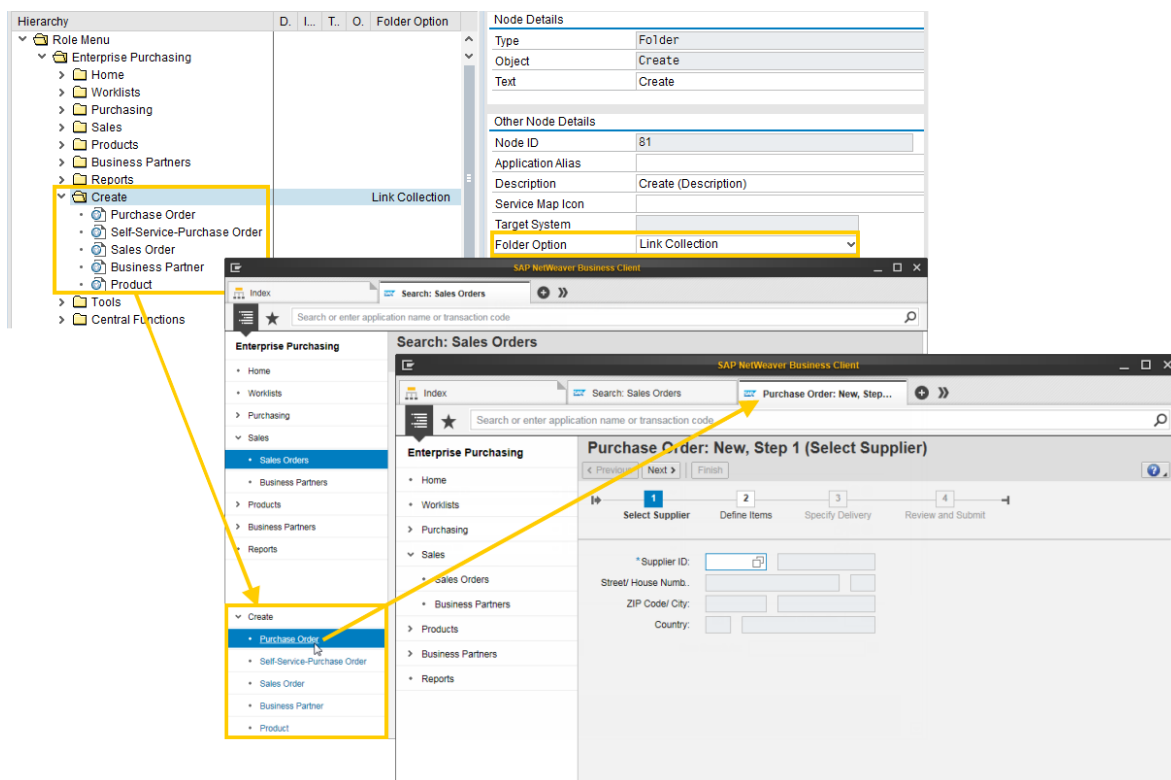 Hierarchy D. I... T.. O. Folder Option
Role Menu
Enterprise Purchasing
Home
Worklists
Purchasing
Sales
Products
Business Partners
Reports
Create Link Collection
Purchase Order
Self-Service-Purchase Order
Sales Order
Business Partner
Product
Tools
Central Functions
Node Details
Type Folder
Object Create
Text Create
Other Node Details
Node ID 81
Application Alias
Description Create (Description)
Service Map Icon
Target System
Folder Option Link Collection
SAP NetWeaver Business Client
Index Search: Sales Orders
Search or enter application name or transaction code
Enterprise Purchasing
Home
Worklists
Purchasing
Sales
Sales Orders
Business Partners
Products
Business Partners
Reports
Create
Purchase Order
Self-Service-Purchase Order
Sales Order
Business Partner
Product
Search: Sales Orders
SAP NetWeaver Business Client
Index Search: Sales Orders Purchase Order: New, Step...
Search or enter application name or transaction code
Enterprise Purchasing
Home
Worklists
Purchasing
Sales
Sales Orders
Business Partners
Products
Business Partners
Reports
Purchase Order: New, Step 1 (Select Supplier)
Previous Next Finish
1 2 3 4
Select Supplier Define Items Specify Delivery Review and Submit
*Supplier ID:
Street/ House Numb..
ZIP Code/ City:
Country: